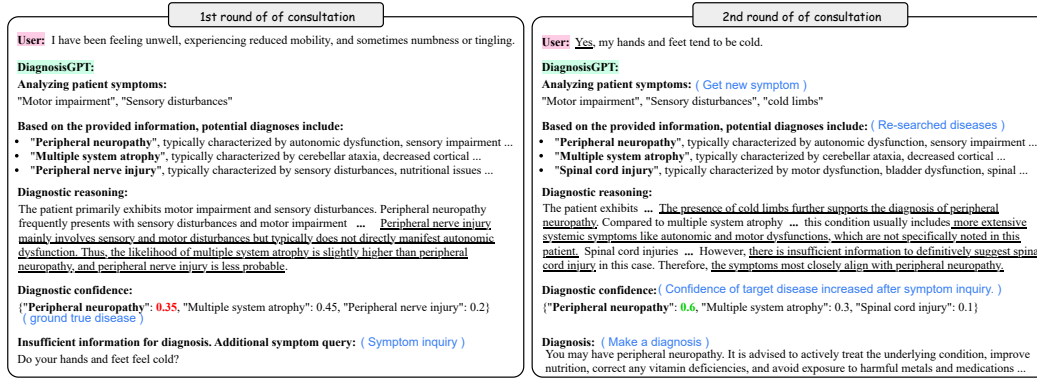 1st round of of consultation
User: I have been feeling unwell, experiencing reduced mobility, and sometimes numbness or tingling.
DiagnosisGPT:
Analyzing patient symptoms:
"Motor impairment", "Sensory disturbances"
Based on the provided information, potential diagnoses include:
• "Peripheral neuropathy", typically characterized by autonomic dysfunction, sensory impairment ...
• "Multiple system atrophy", typically characterized by cerebellar ataxia, decreased cortical ...
• "Peripheral nerve injury", typically characterized by sensory disturbances, nutritional issues ...
Diagnostic reasoning:
The patient primarily exhibits motor impairment and sensory disturbances. Peripheral neuropathy
frequently presents with sensory disturbances and motor impairment ... Peripheral nerve injury
mainly involves sensory and motor disturbances but typically does not directly manifest autonomic
dysfunction. Thus, the likelihood of multiple system atrophy is slightly higher than peripheral
neuropathy, and peripheral nerve injury is less probable.
Diagnostic confidence:
{"Peripheral neuropathy": 0.35, "Multiple system atrophy": 0.45, "Peripheral nerve injury": 0.2}
( ground true disease )
Insufficient information for diagnosis. Additional symptom query: ( Symptom inquiry )
Do your hands and feet feel cold?
2nd round of of consultation
User: Yes, my hands and feet tend to be cold.
DiagnosisGPT:
Analyzing patient symptoms: ( Get new symptom )
"Motor impairment", "Sensory disturbances", "cold limbs"
Based on the provided information, potential diagnoses include: ( Re-searched diseases )
• "Peripheral neuropathy", typically characterized by autonomic dysfunction, sensory impairment ...
• "Multiple system atrophy", typically characterized by cerebellar ataxia, decreased cortical ...
• "Spinal cord injury", typically characterized by motor dysfunction, bladder dysfunction, spinal ...
Diagnostic reasoning:
The patient exhibits ... The presence of cold limbs further supports the diagnosis of peripheral
neuropathy. Compared to multiple system atrophy ... this condition usually includes more extensive
systemic symptoms like autonomic and motor dysfunctions, which are not specifically noted in this
patient. Spinal cord injuries ... However, there is insufficient information to definitively suggest spinal
cord injury in this case. Therefore, the symptoms most closely align with peripheral neuropathy.
Diagnostic confidence: ( Confidence of target disease increased after symptom inquiry. )
{"Peripheral neuropathy": 0.6, "Multiple system atrophy": 0.3, "Spinal cord injury": 0.1}
Diagnosis: ( Make a diagnosis )
You may have peripheral neuropathy. It is advised to actively treat the underlying condition, improve
nutrition, correct any vitamin deficiencies, and avoid exposure to harmful metals and medications ...